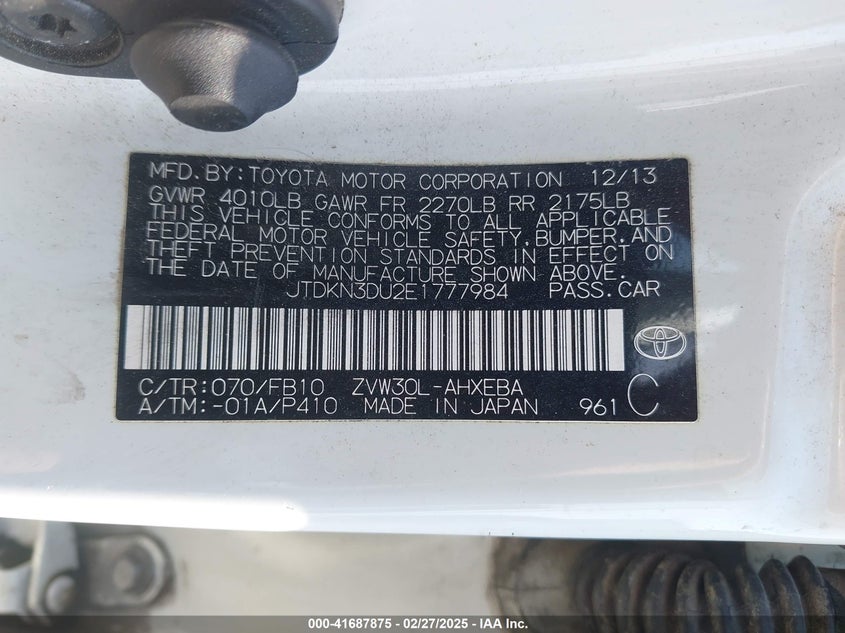 MFD.BY:TOYOTA MOTOR CORPORATION 12/13
GVWR 4010LB GAWR FR 2270LB RR 2175LB
THIS VEHICLE CONFORMS TO ALL APPLICABLE
FEDERAL MOTOR VEHICLE SAFETY,BUMPER,AND
THEFT PREVENTION STANDARDS IN EFFECT ON
THE DATE OF MANUFACTURE SHOWN ABOVE.
JTDKN3DU2E1777984 PASS.CAR
C/TR:070/FB10 ZVW30L-AHXEBA
A/TM:-01A/P410 MADE IN JAPAN 961 C
000-41687875 - 02/27/2025 - IAA Inc.